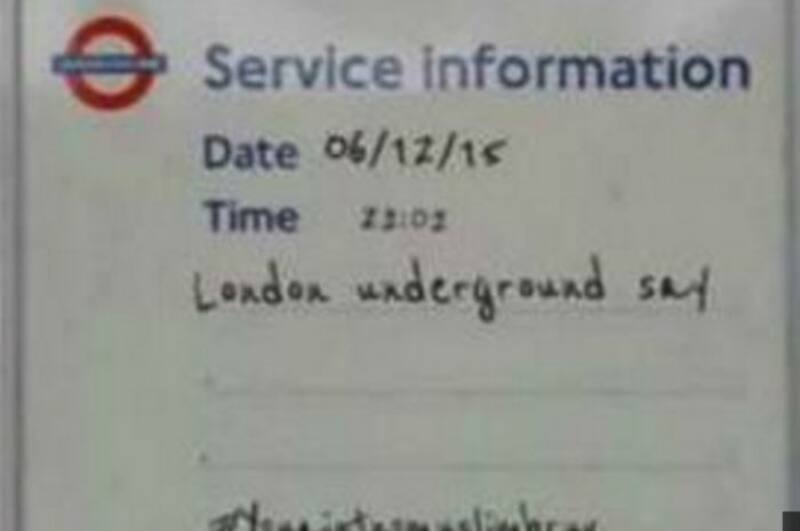 Service information
Date 06/12/15
Time
London underground say